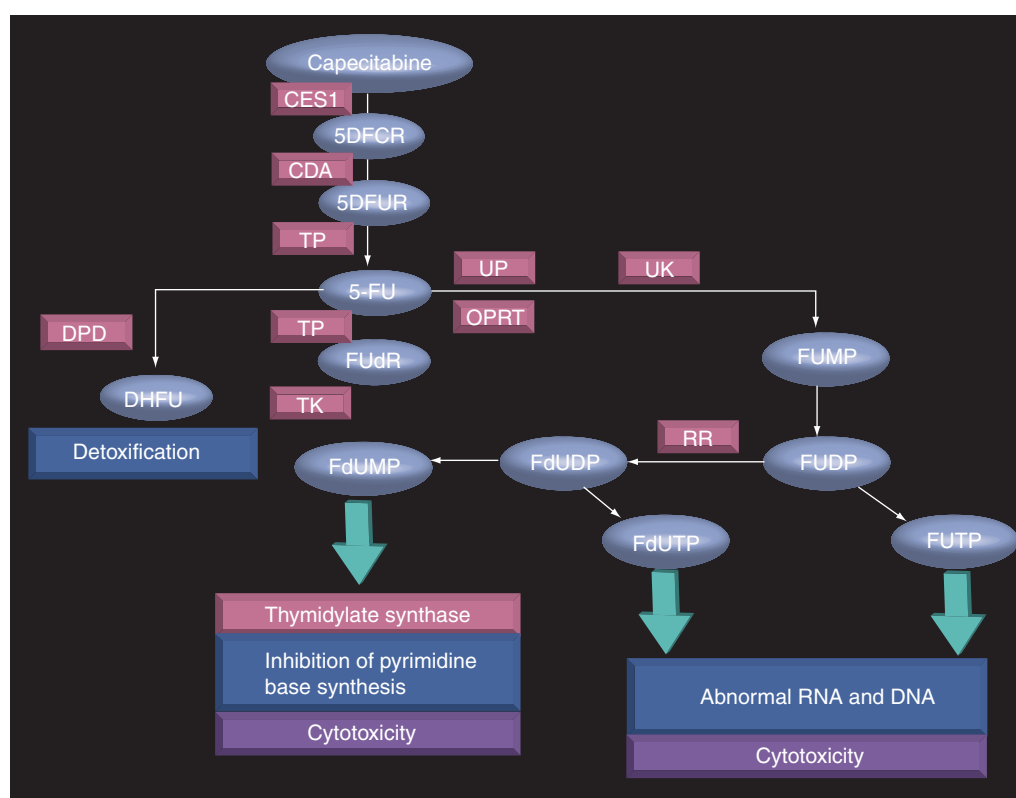 Capecitabine
CES1
5DFCR
CDA
5DFUR
TP
UP
UK
5-FU
OPRT
DPD
TP
FUdR
FUMP
DHFU
TK
Detoxification
RR
FdUMP
FdUDP
FUDP
FdUTP
FUTP
Thymidylate synthase
Inhibition of pyrimidine
base synthesis
Cytotoxicity
Abnormal RNA and DNA
Cytotoxicity